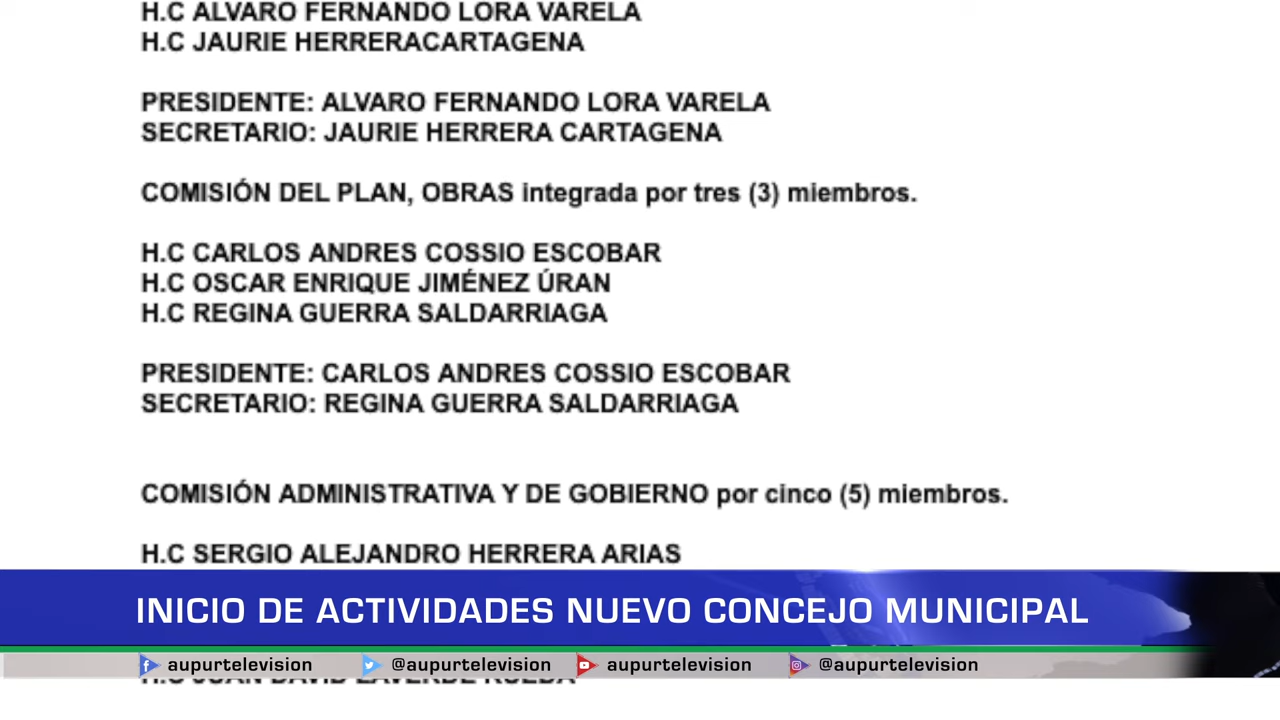 H.C ALVARO FERNANDO LORA VARELA
H.C JAURIE HERRERACARTAGENA
PRESIDENTE: ALVARO FERNANDO LORA VARELA
SECRETARIO: JAURIE HERRERA CARTAGENA
COMISIÓN DEL PLAN, OBRAS integrada por tres (3) miembros.
H.C CARLOS ANDRES COSSIO ESCOBAR
H.C OSCAR ENRIQUE JIMÉNEZ ÚRAN
H.C REGINA GUERRA SALDARRIAGA
PRESIDENTE: CARLOS ANDRES COSSIO ESCOBAR
SECRETARIO: REGINA GUERRA SALDARRIAGA
COMISIÓN ADMINISTRATIVA Y DE GOBIERNO por cinco (5) miembros.
H.C SERGIO ALEJANDRO HERRERA ARIAS
INICIO DE ACTIVIDADES NUEVO CONCEJO MUNICIPAL
aupurtelevision @aupurtelevision aupurtelevision @aupurtelevision
H.C JUAN DAVID